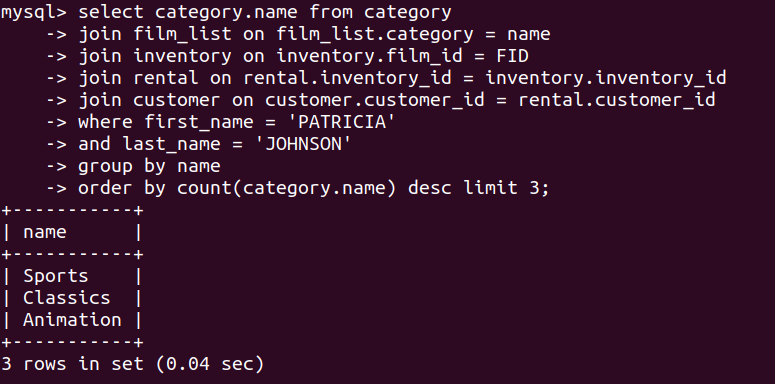 mysql> select category.name from category
    -> join film_list on film_list.category = name
    -> join inventory on inventory.film_id = FID
    -> join rental on rental.inventory_id = inventory.inventory_id
    -> join customer on customer.customer_id = rental.customer_id
    -> where first_name = 'PATRICIA'
    -> and last_name = 'JOHNSON'
    -> group by name
    -> order by count(category.name) desc limit 3;
+-----------+
| name      |
+-----------+
| Sports    |
| Classics  |
| Animation |
+-----------+
3 rows in set (0.04 sec)